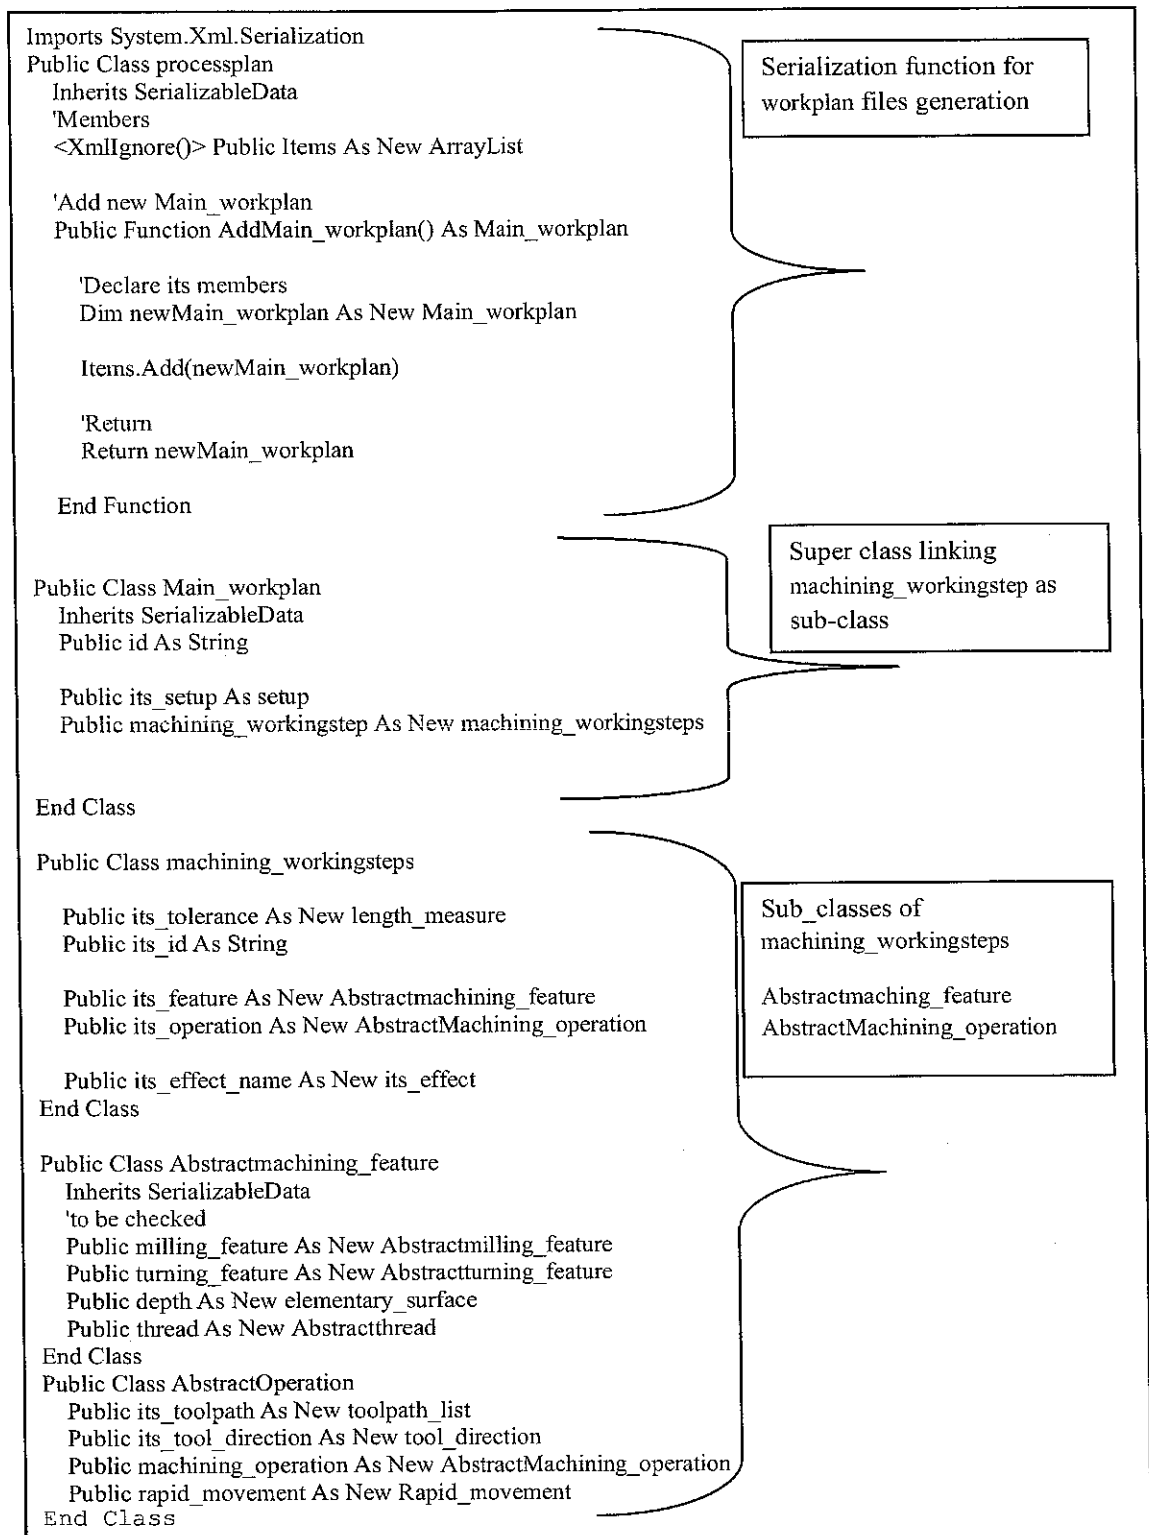 Imports System.Xml.Serialization
Public Class processplan
Inherits SerializableData
'Members
<XmlIgnore()> Public Items As New ArrayList
'Add new Main_workplan
Public Function AddMain_workplan() As Main_workplan
'Declare its members
Dim newMain_workplan As New Main_workplan
Items.Add(newMain_workplan)
'Return
Return newMain_workplan
End Function
Serialization function for
workplan files generation
Public Class Main_workplan
Inherits SerializableData
Public id As String
Public its_setup As setup
Public machining_workingstep As New machining_workingsteps
End Class
Super class linking
machining_workingstep as
sub-class
Public Class machining_workingsteps
Public its_tolerance As New length_measure
Public its_id As String
Public its_feature As New Abstractmachining_feature
Public its_operation As New AbstractMachining_operation
Public its_effect_name As New its_effect
End Class
Public Class Abstractmachining_feature
Inherits SerializableData
'to be checked
Public milling_feature As New Abstractmilling_feature
Public turning_feature As New Abstractturning_feature
Public depth As New elementary_surface
Public thread As New Abstractthread
End Class
Public Class AbstractOperation
Public its_toolpath As New toolpath_list
Public its_tool_direction As New tool_direction
Public machining_operation As New AbstractMachining_operation
Public rapid_movement As New Rapid_movement
End Class
Sub_classes of
machining_workingsteps
Abstractmaching_feature
AbstractMachining_operation